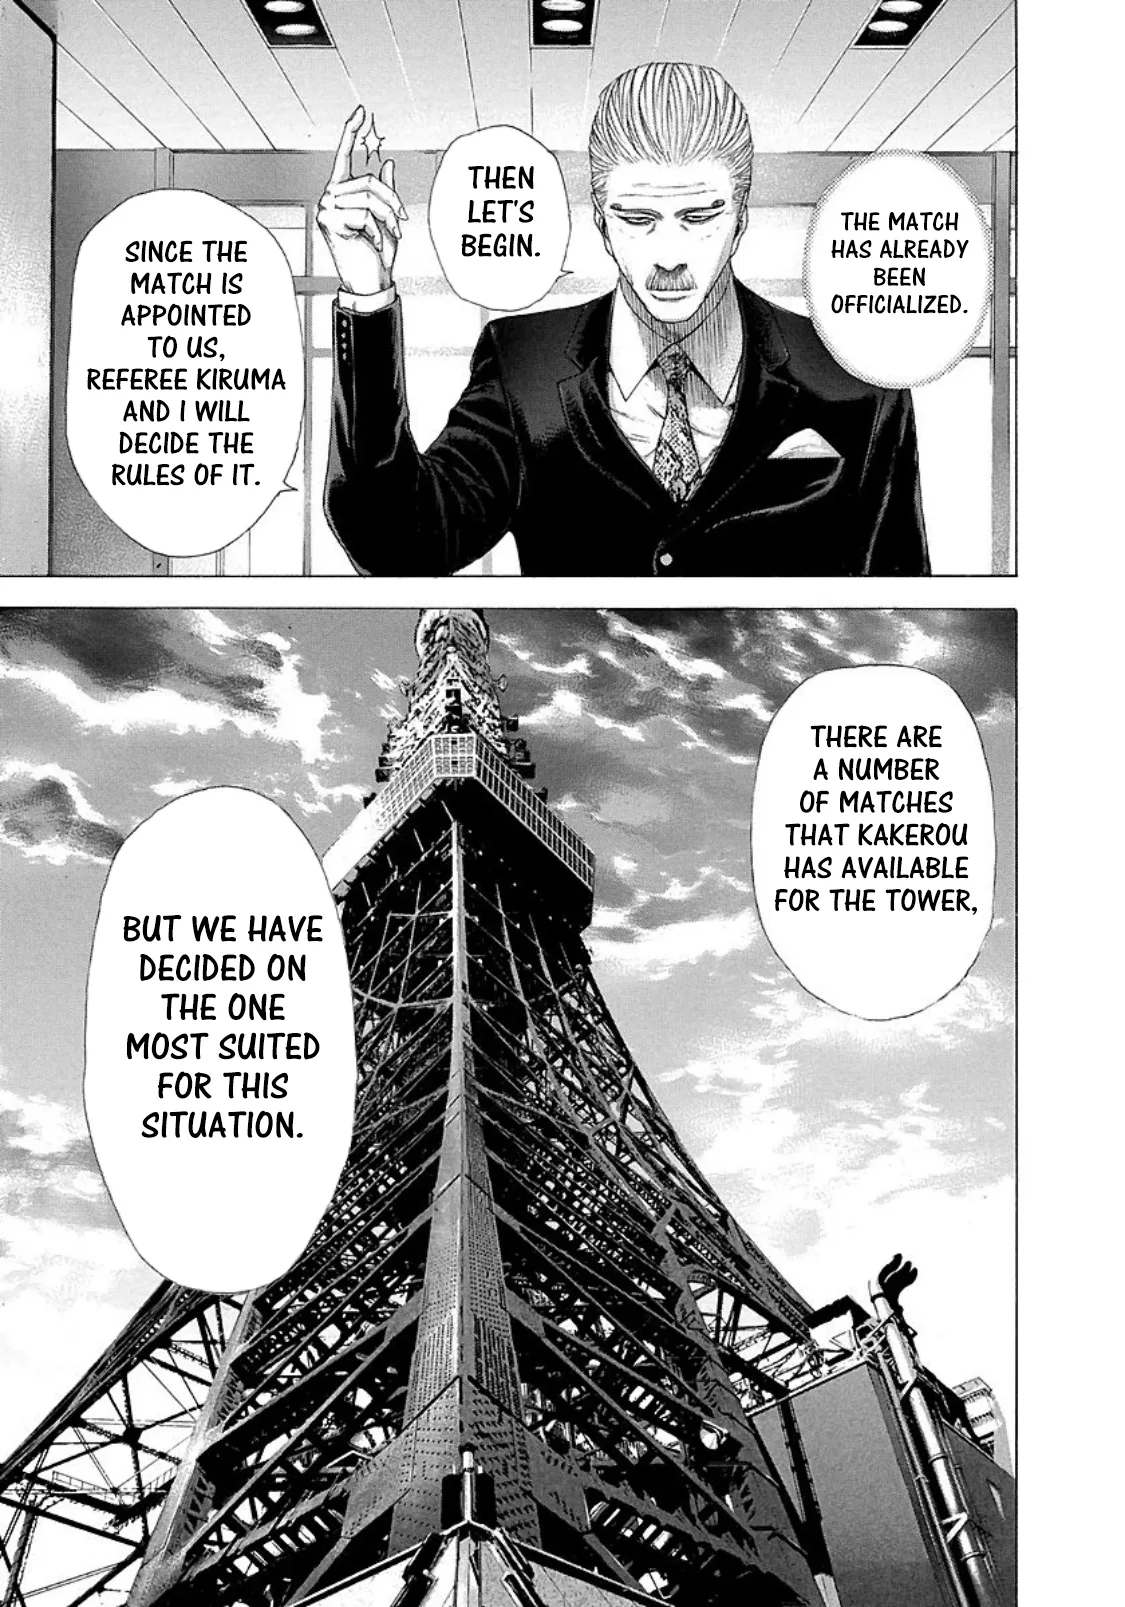 THE MATCH
HAS ALREADY
BEEN
OFFICIALIZED.
THEN
LET'S
BEGIN.
SINCE THE
MATCH IS
APPOINTED
TO US,
REFEREE KIRUMA
AND I WILL
DECIDE THE
RULES OF IT.
THERE ARE
A NUMBER
OF MATCHES
THAT KAKEROU
HAS AVAILABLE
FOR THE TOWER,
BUT WE HAVE
DECIDED ON
THE ONE
MOST SUITED
FOR THIS
SITUATION.